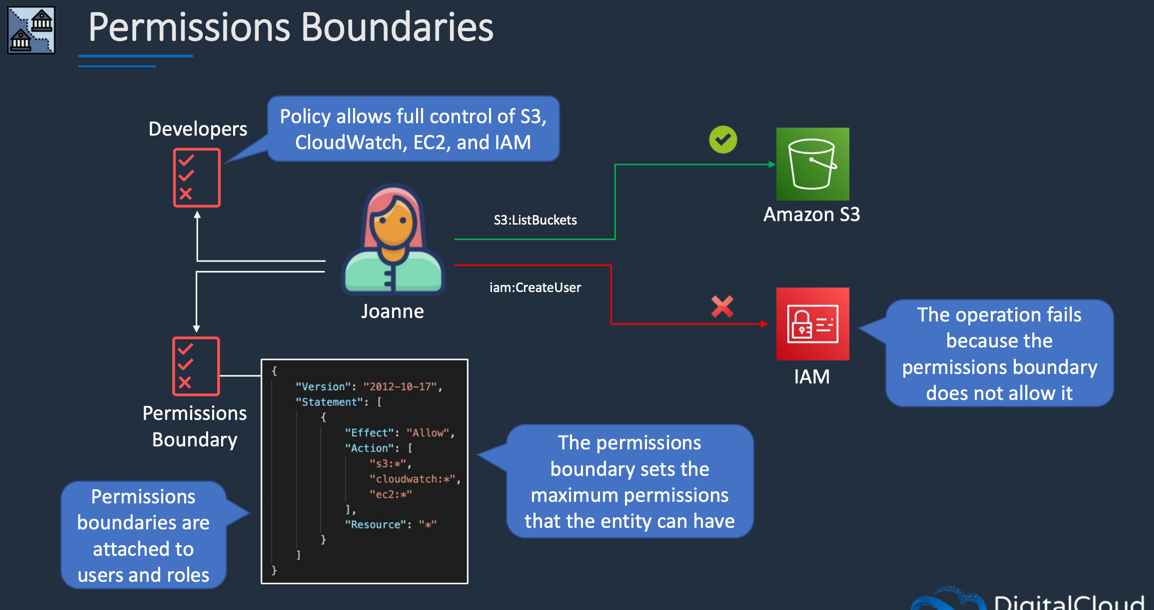 Permissions Boundaries
Developers
Policy allows full control of S3,
CloudWatch, EC2, and IAM
S3:ListBuckets
Amazon S3
iam:CreateUser
Joanne
IAM
The operation fails
because the
permissions boundary
does not allow it
Permissions
Boundary
{
"Version": "2012-10-17",
"Statement": [
{
"Effect": "Allow",
"Action": [
"s3:*",
"cloudwatch:*",
"ec2:*"
],
"Resource": "*"
}
]
}
The permissions
boundary sets the
maximum permissions
that the entity can have
Permissions
boundaries are
attached to
users and roles
DigitalCloud